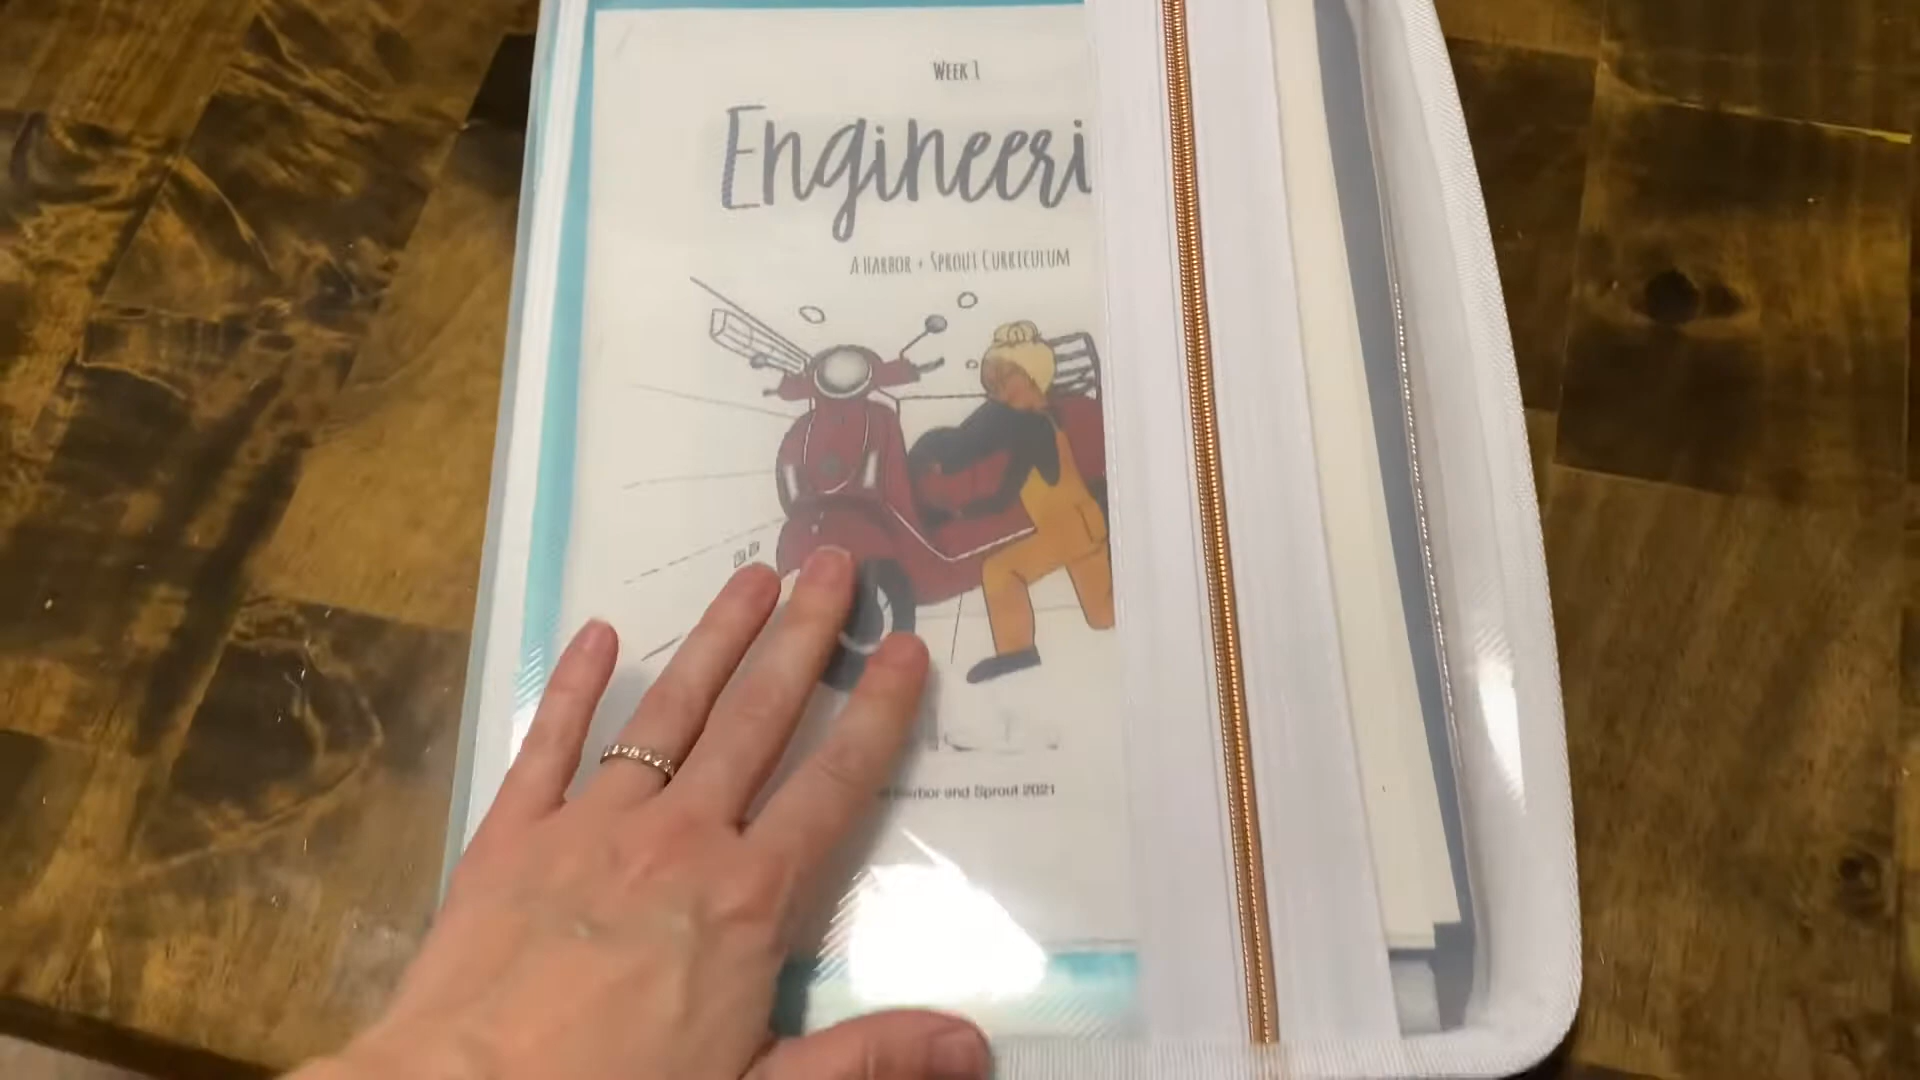 Week 1
Engineeri
A Harbor + Sprout Curriculum
Harbor and Sprout 2021